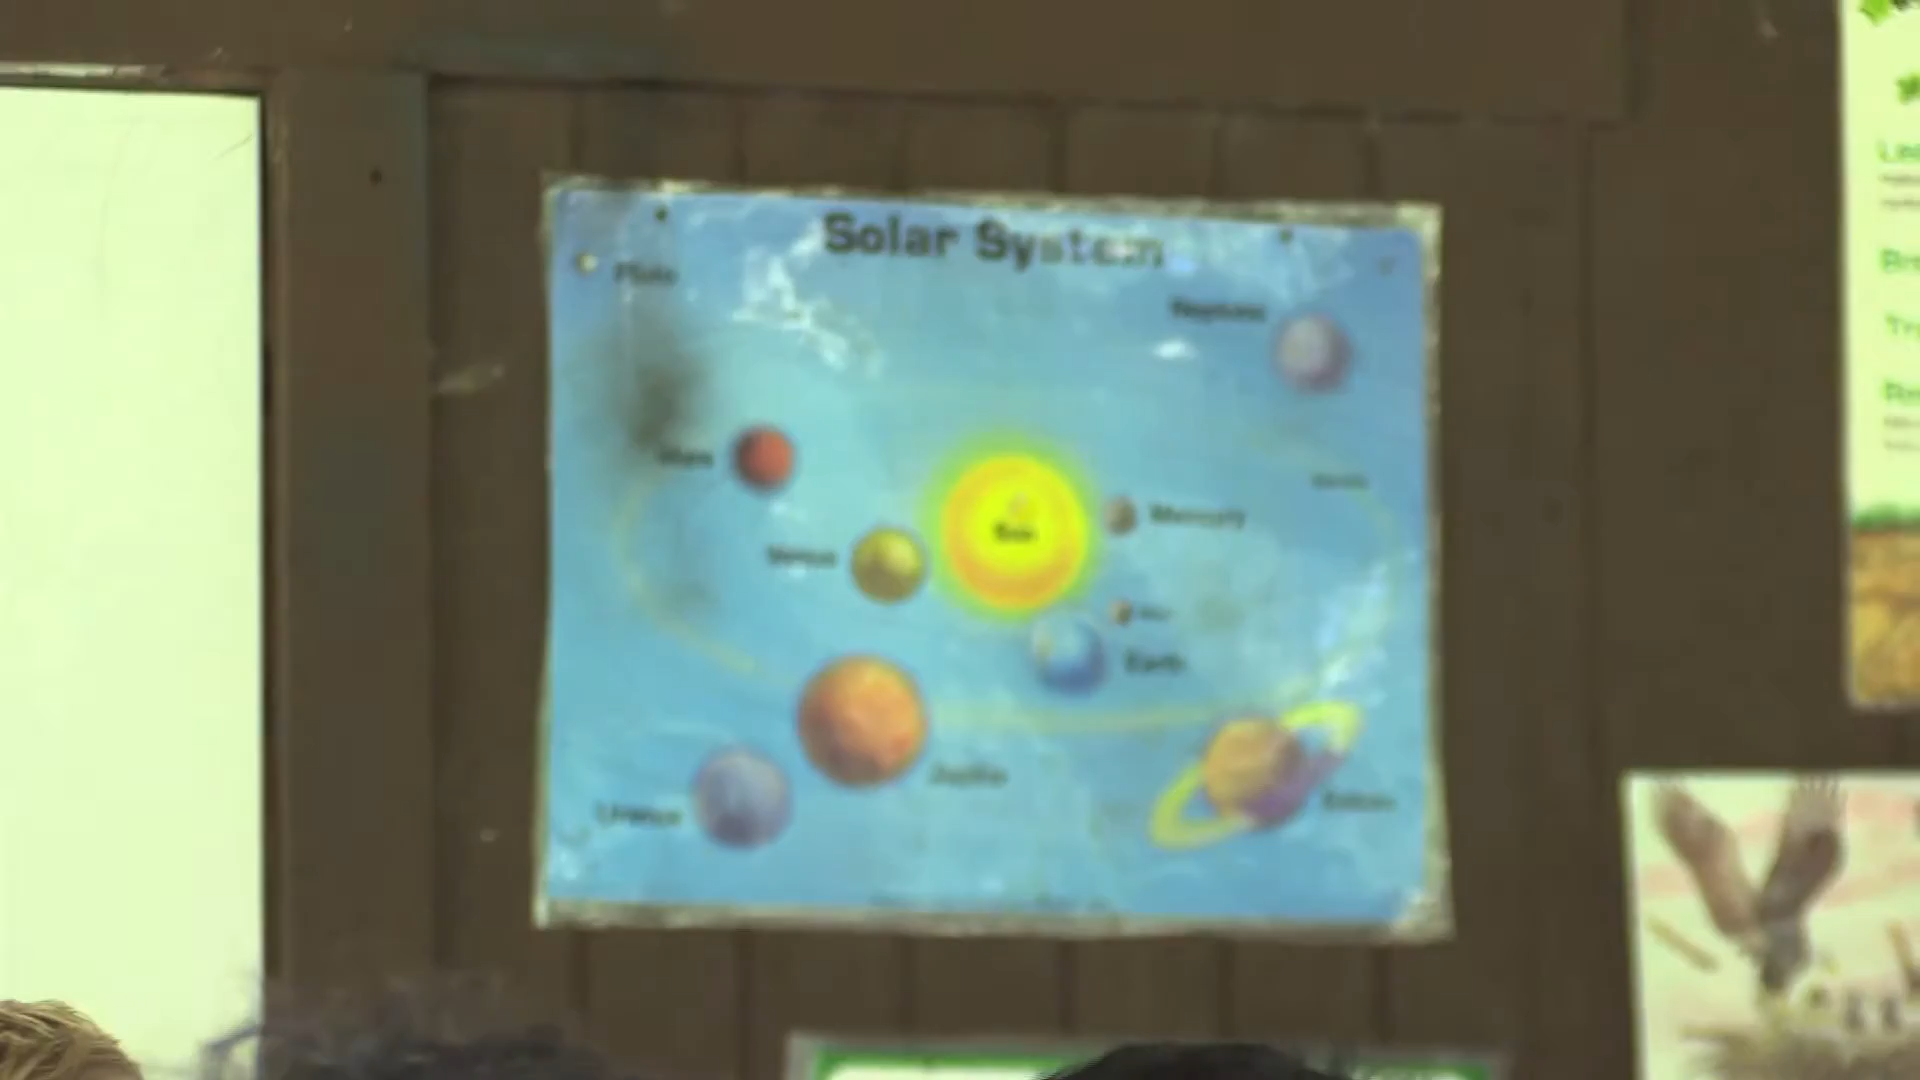 Solar System
Pluto
Neptune
Mars
Sun
Mercury
Venus
Earth
Jupiter
Uranus
Saturn